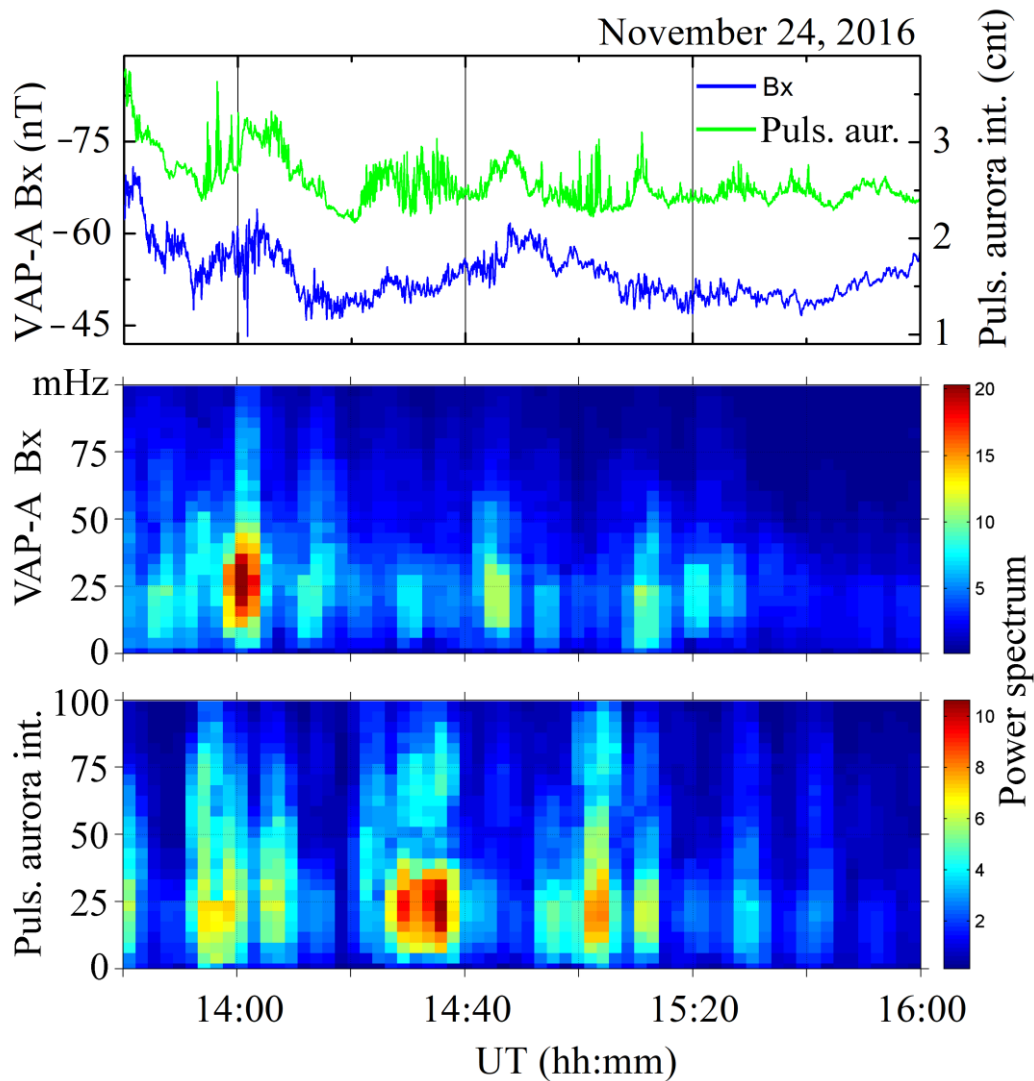 November 24, 2016
VAP-A Bx (nT)
−75
−60
−45
Bx
Puls. aur.
3
2
1
Puls. aurora int. (cnt)
mHz
75
50
25
0
VAP-A Bx
20
15
10
5
Power spectrum
100
75
50
25
0
Puls. aurora int.
10
8
6
4
2
14:00
14:40
15:20
16:00
UT (hh:mm)